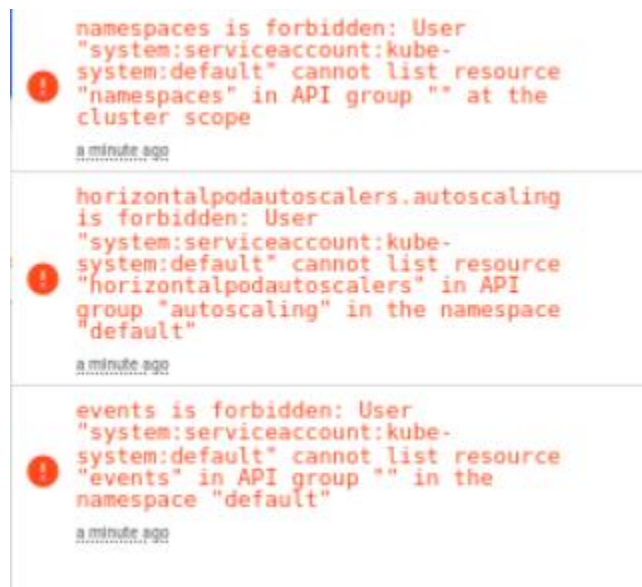 namespaces is forbidden: User
"system:serviceaccount:kube-
system:default" cannot list resource
"namespaces" in API group "" at the
cluster scope
a minute ago
horizontalpodautoscalers.autoscaling
is forbidden: User
"system:serviceaccount:kube-
system:default" cannot list resource
"horizontalpodautoscalers" in API
group "autoscaling" in the namespace
"default"
a minute ago
events is forbidden: User
"system:serviceaccount:kube-
system:default" cannot list resource
"events" in API group "" in the
namespace "default"
a minute ago